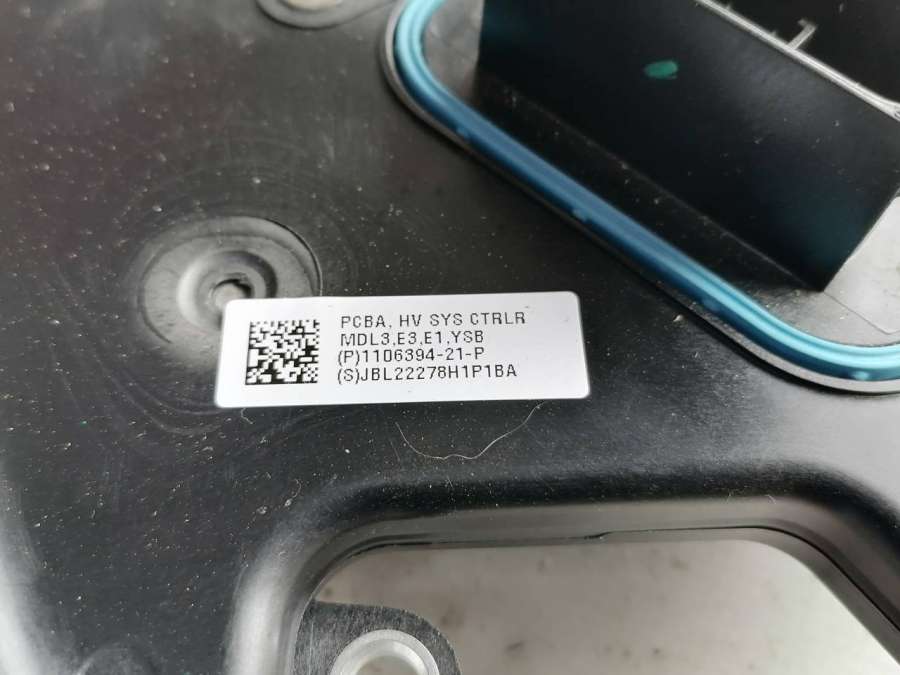 PCBA, HV SYS CTRLR
MDL3,E3,E1,YSB
(P)1106394-21-P
(S)JBL22278H1P1BA